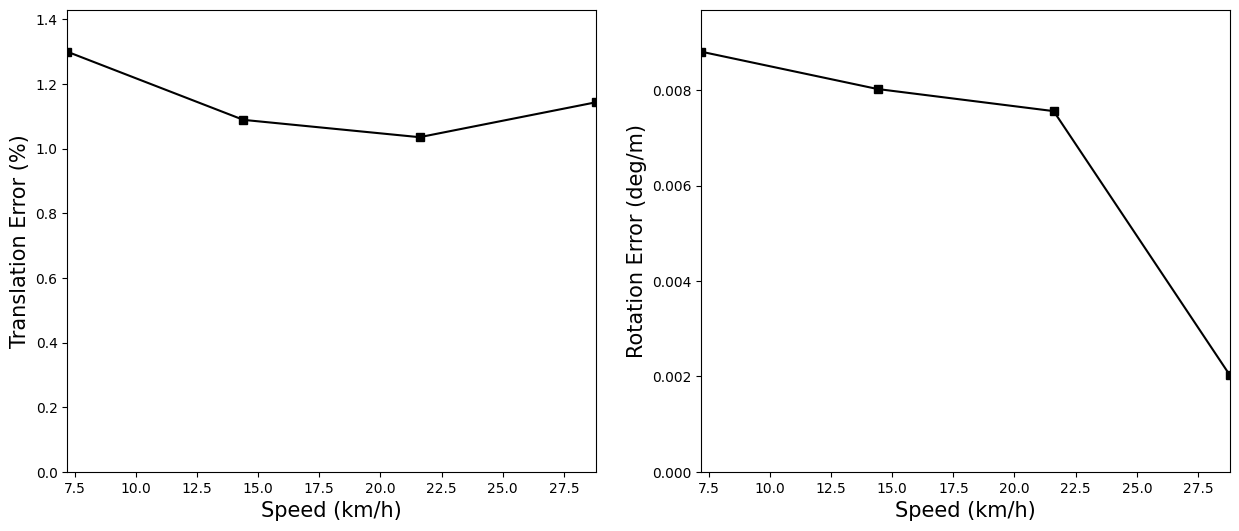 1.4
1.2
1.0
0.8
0.6
0.4
0.2
0.0
Translation Error (%)
7.5 10.0 12.5 15.0 17.5 20.0 22.5 25.0 27.5
Speed (km/h)
0.008
0.006
0.004
0.002
0.000
Rotation Error (deg/m)
7.5 10.0 12.5 15.0 17.5 20.0 22.5 25.0 27.5
Speed (km/h)